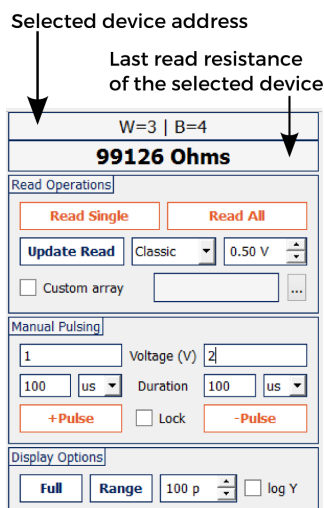 Selected device address
Last read resistance
of the selected device
W=3 | B=4
99126 Ohms
Read Operations
Read Single Read All
Update Read Classic 0.50 V
Custom array ...
Manual Pulsing
1 Voltage (V) 2
100 us Duration 100 us
+Pulse Lock -Pulse
Display Options
Full Range 100 p log Y